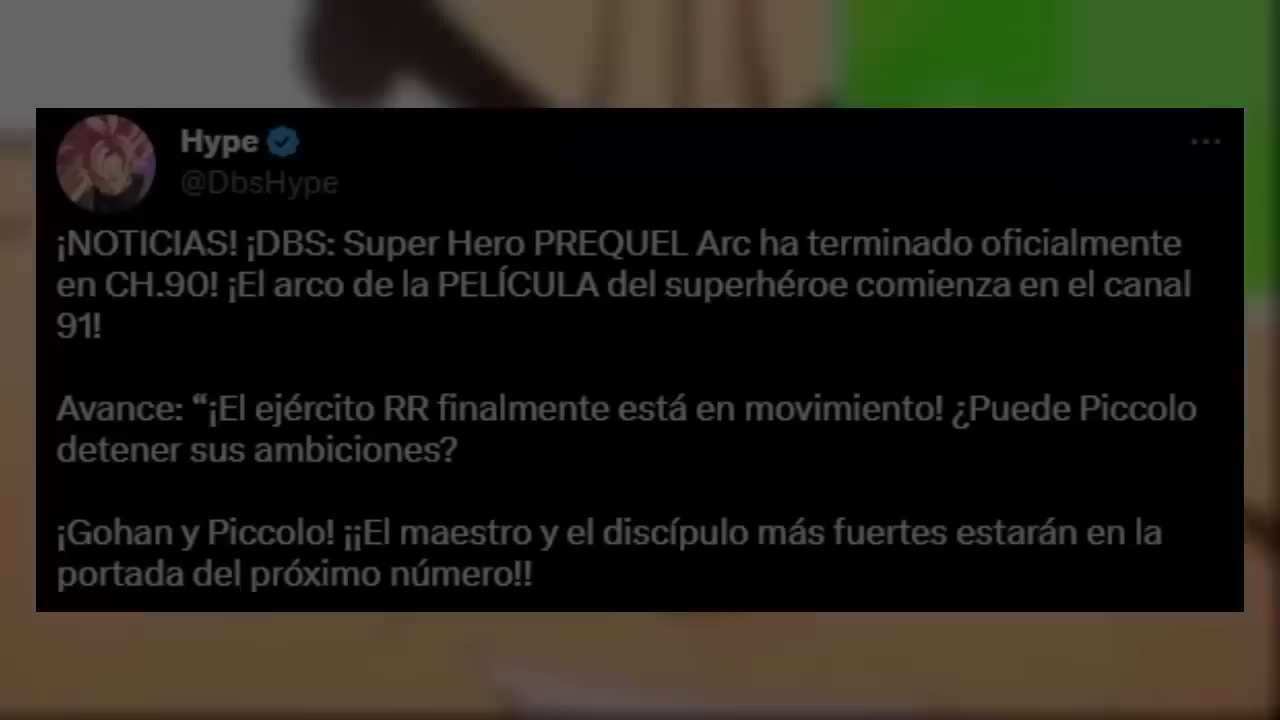 Hype
@DbsHype
¡NOTICIAS! ¡DBS: Super Hero PREQUEL Arc ha terminado oficialmente
en CH.90! ¡El arco de la PELÍCULA del superhéroe comienza en el canal
91!
Avance: “¡El ejército RR finalmente está en movimiento! ¿Puede Piccolo
detener sus ambiciones?
¡Gohan y Piccolo! ¡¡El maestro y el discípulo más fuertes estarán en la
portada del próximo número!!